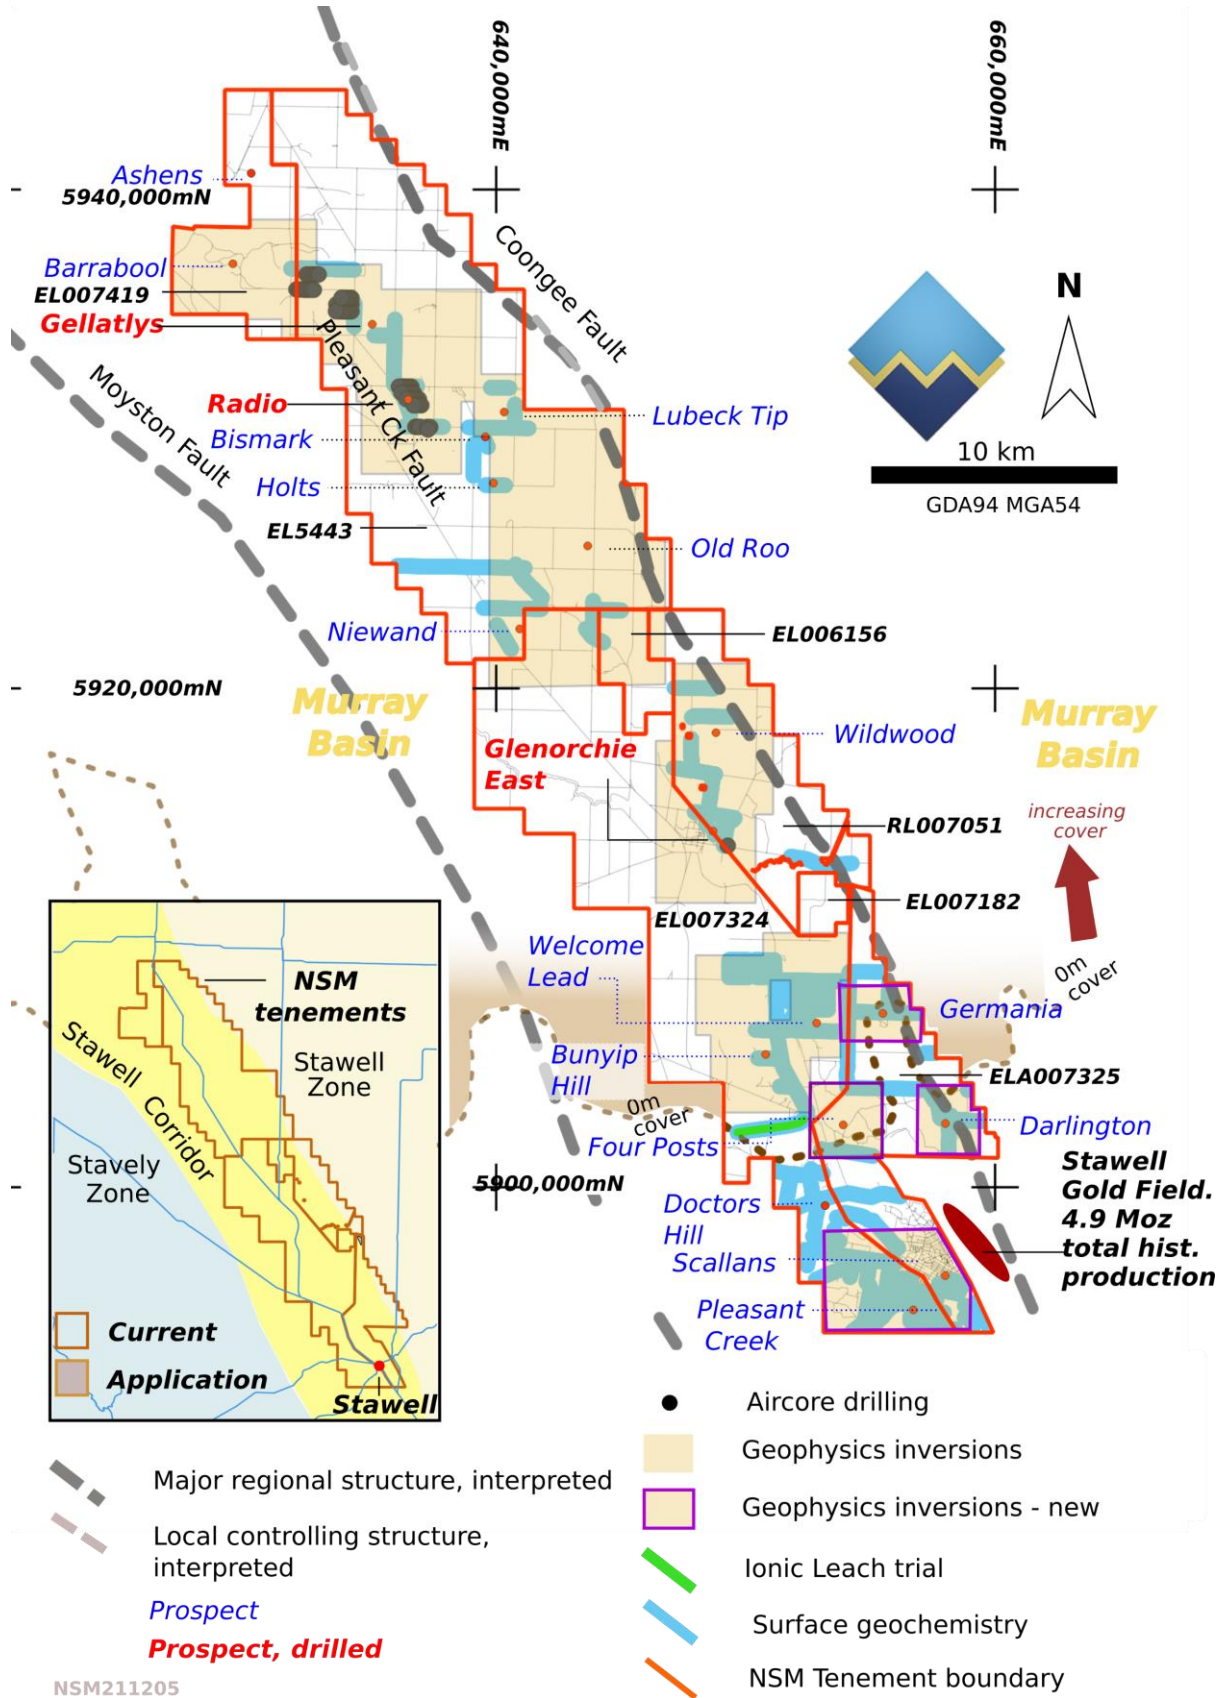 640,000mE
660,000mE
Ashens
5940,000mN
Barrabool
EL007419
Gellatlys
Coongee Fault
Pleasant Ck Fault
Moyston Fault
N
Radio
Bismark
Lubeck Tip
10 km
GDA94 MGA54
Holts
EL5443
Old Roo
Niewand
EL006156
5920,000mN
Murray
Basin
Murray
Basin
Glenorchie
East
Wildwood
increasing
cover
RL007051
EL007182
EL007324
Welcome
Lead
0m
cover
Germania
Bunyip
Hill
ELA007325
0m
cover
Four Posts
Darlington
5900,000mN
Stawell
Gold Field.
4.9 Moz
total hist.
production
Doctors
Hill
Scallans
Pleasant
Creek
NSM
tenements
Stawell
Zone
Stawell
Corridor
Stavely
Zone
Current
Application
Stawell
Major regional structure, interpreted
Local controlling structure,
interpreted
Prospect
Prospect, drilled
NSM211205
Aircore drilling
Geophysics inversions
Geophysics inversions - new
Ionic Leach trial
Surface geochemistry
NSM Tenement boundary